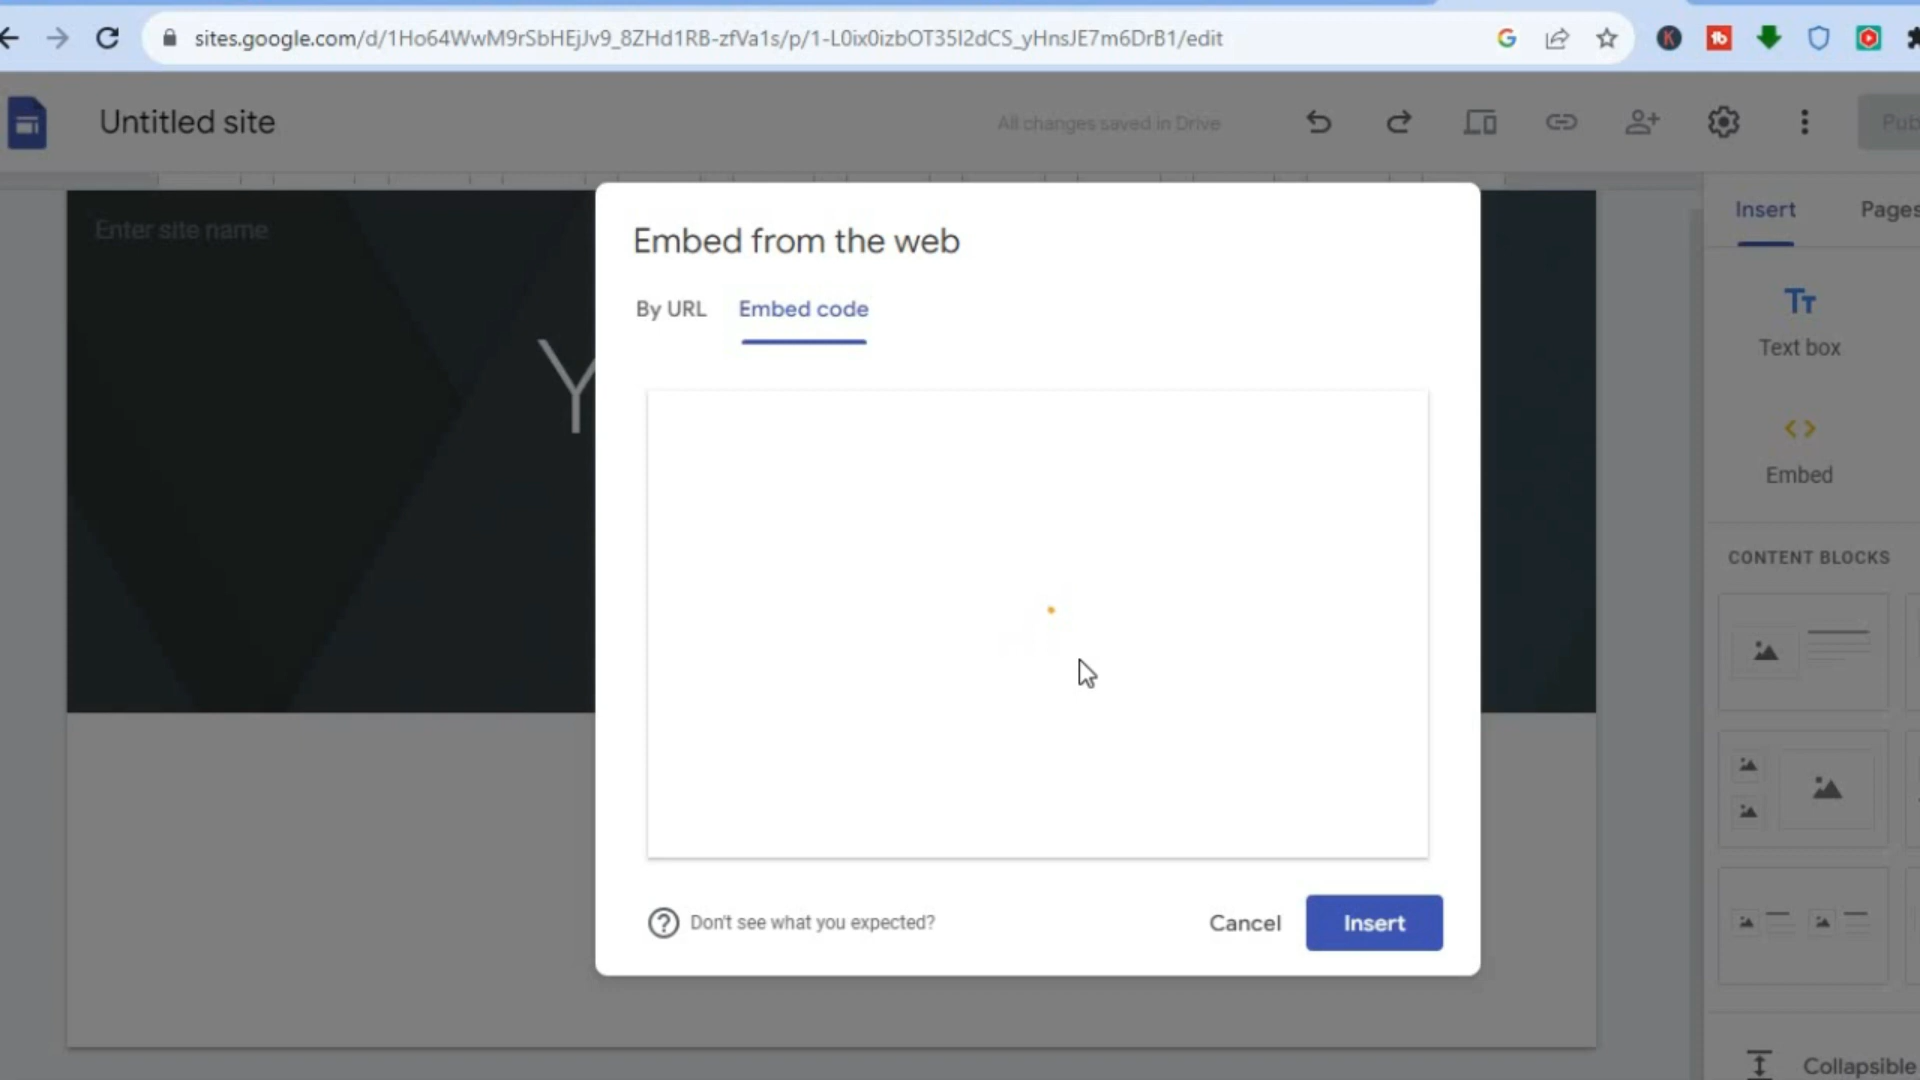 sites.google.com/d/1Ho64WwM9rSbHEjJv9_8ZHd1RB-zfVa1s/p/1-L0ix0izbOT35I2dCS_yHnsJE7m6DrB1/edit
Untitled site
All changes saved in Drive
Pub
Enter site name
Y
Embed from the web
By URL
Embed code
Don't see what you expected?
Cancel
Insert
Insert
Pages
Text box
Embed
CONTENT BLOCKS
Collapsible